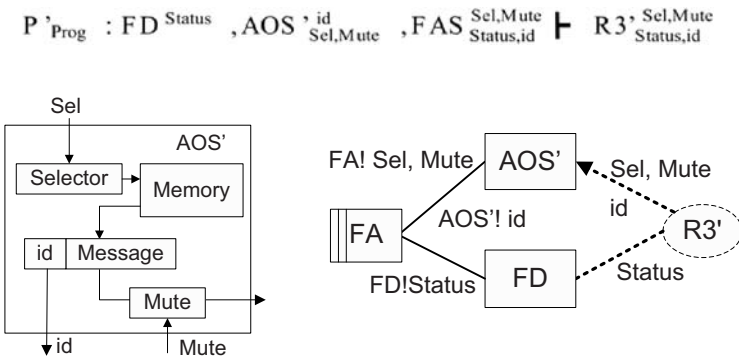 P'Prog : FD Status , AOS' id Sel,Mute , FAS Sel,Mute Status,id ⊢ R3' Sel,Mute Status,id
Sel
AOS'
Selector
Memory
id Message
Mute
id
Mute
FA! Sel, Mute
AOS'
Sel, Mute
id
AOS'! id
FA
R3'
FD!Status
FD
Status